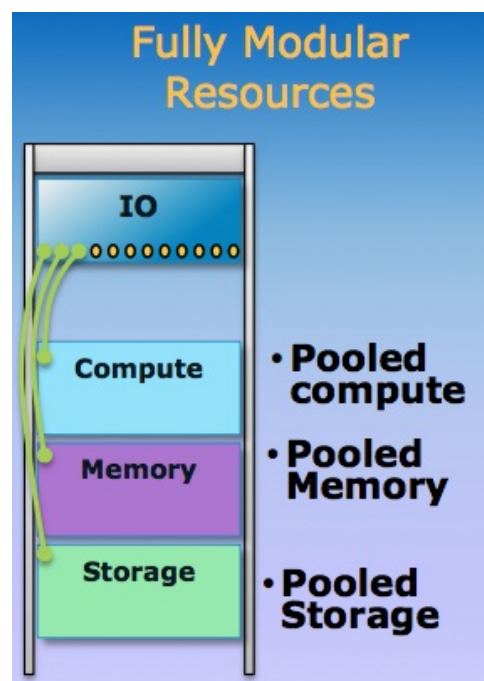 Fully Modular
Resources
IO
Compute
• Pooled
compute
Memory
• Pooled
Memory
Storage
• Pooled
Storage